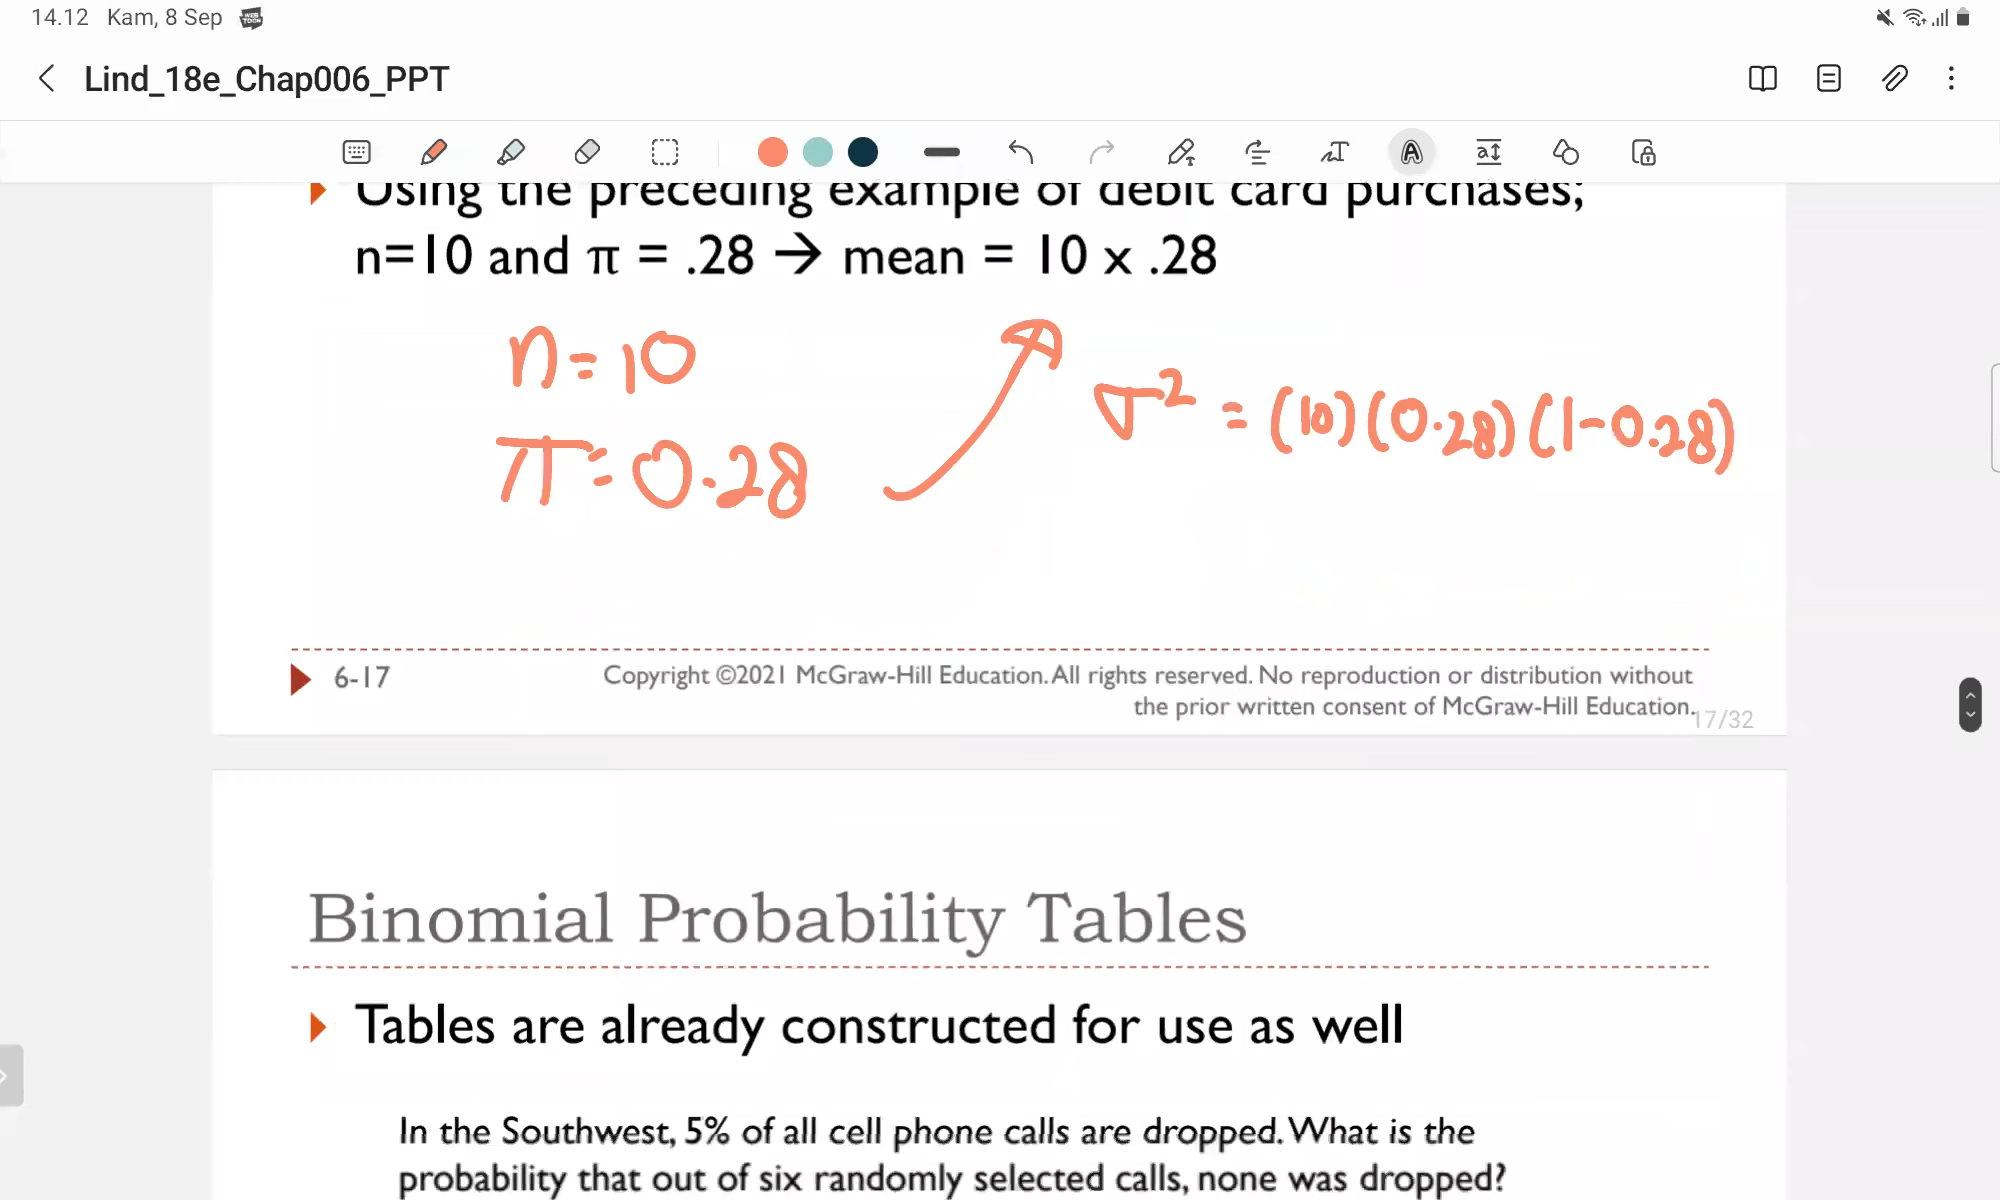 14.12 Kam, 8 Sep WEB TOON
Lind_18e_Chap006_PPT
Using the preceding example of debit card purchases;
n=10 and π = .28 → mean = 10 x .28
n=10
π=0.28
σ² = (10)(0.28)(1-0.28)
6-17
Copyright ©2021 McGraw-Hill Education. All rights reserved. No reproduction or distribution without
the prior written consent of McGraw-Hill Education.
17/32
Binomial Probability Tables
Tables are already constructed for use as well
In the Southwest, 5% of all cell phone calls are dropped. What is the
probability that out of six randomly selected calls, none was dropped?